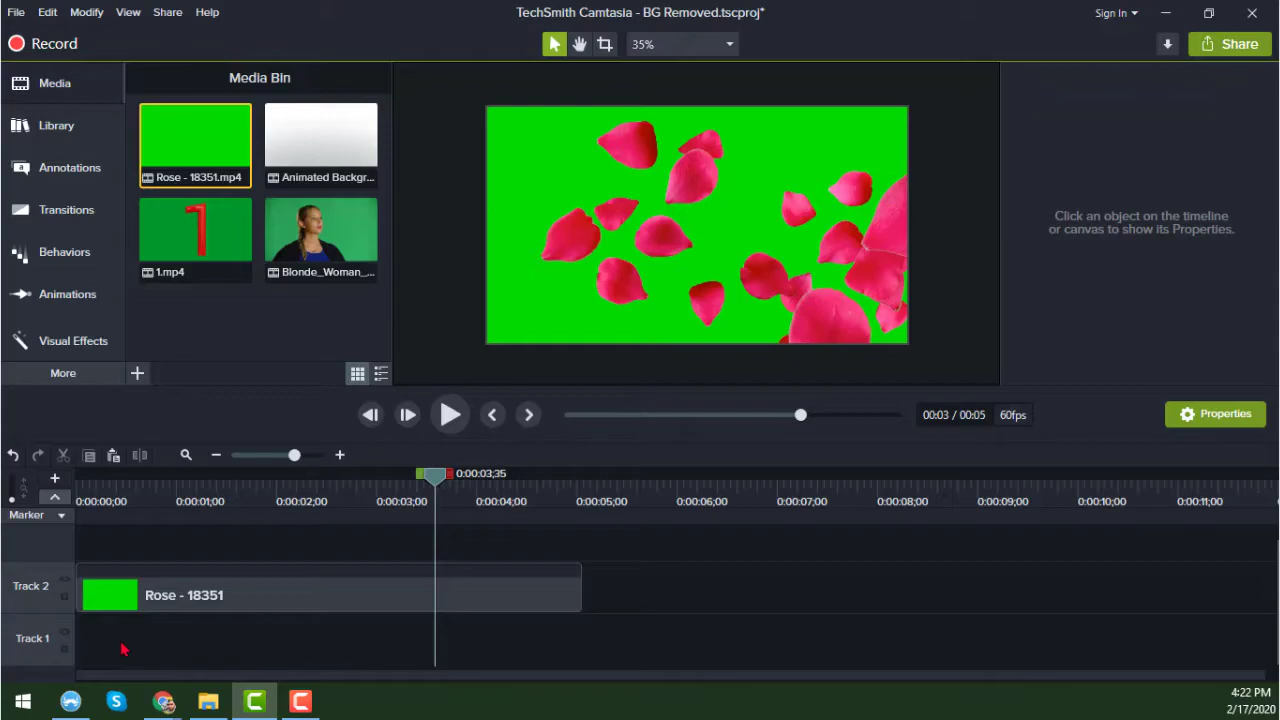 File Edit Modify View Share Help
TechSmith Camtasia - BG Removed.tscproj*
Sign In
Record
35%
Share
Media
Library
Annotations
Transitions
Behaviors
Animations
Visual Effects
More
Media Bin
Rose - 18351.mp4
Animated Backgr...
1.mp4
Blonde_Woman_...
Click an object on the timeline
or canvas to show its Properties.
00:03 / 00:05 60fps
Properties
0:00:03;35
0:00:00;00 0:00:01;00 0:00:02;00 0:00:03;00 0:00:04;00 0:00:05;00 0:00:06;00 0:00:07;00 0:00:08;00 0:00:09;00 0:00:10;00 0:00:11;00
Marker
Track 2
Rose - 18351
Track 1
4:22 PM
2/17/2020